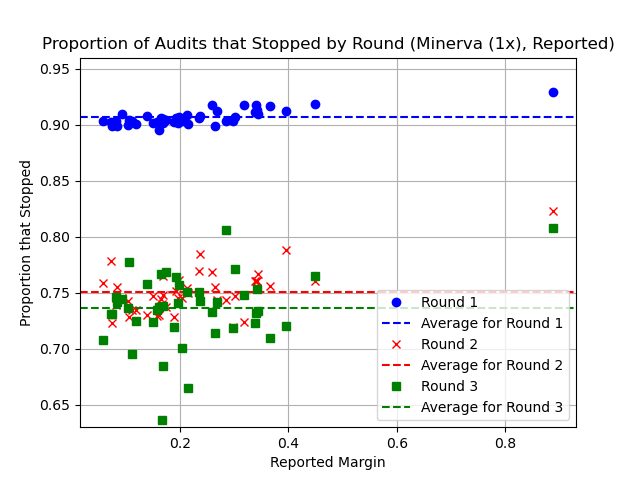 Proportion of Audits that Stopped by Round (Minerva (1x), Reported)
0.95
0.90
0.85
0.80
0.75
0.70
0.65
Proportion that Stopped
0.2
0.4
0.6
0.8
Reported Margin
Round 1
Average for Round 1
Round 2
Average for Round 2
Round 3
Average for Round 3